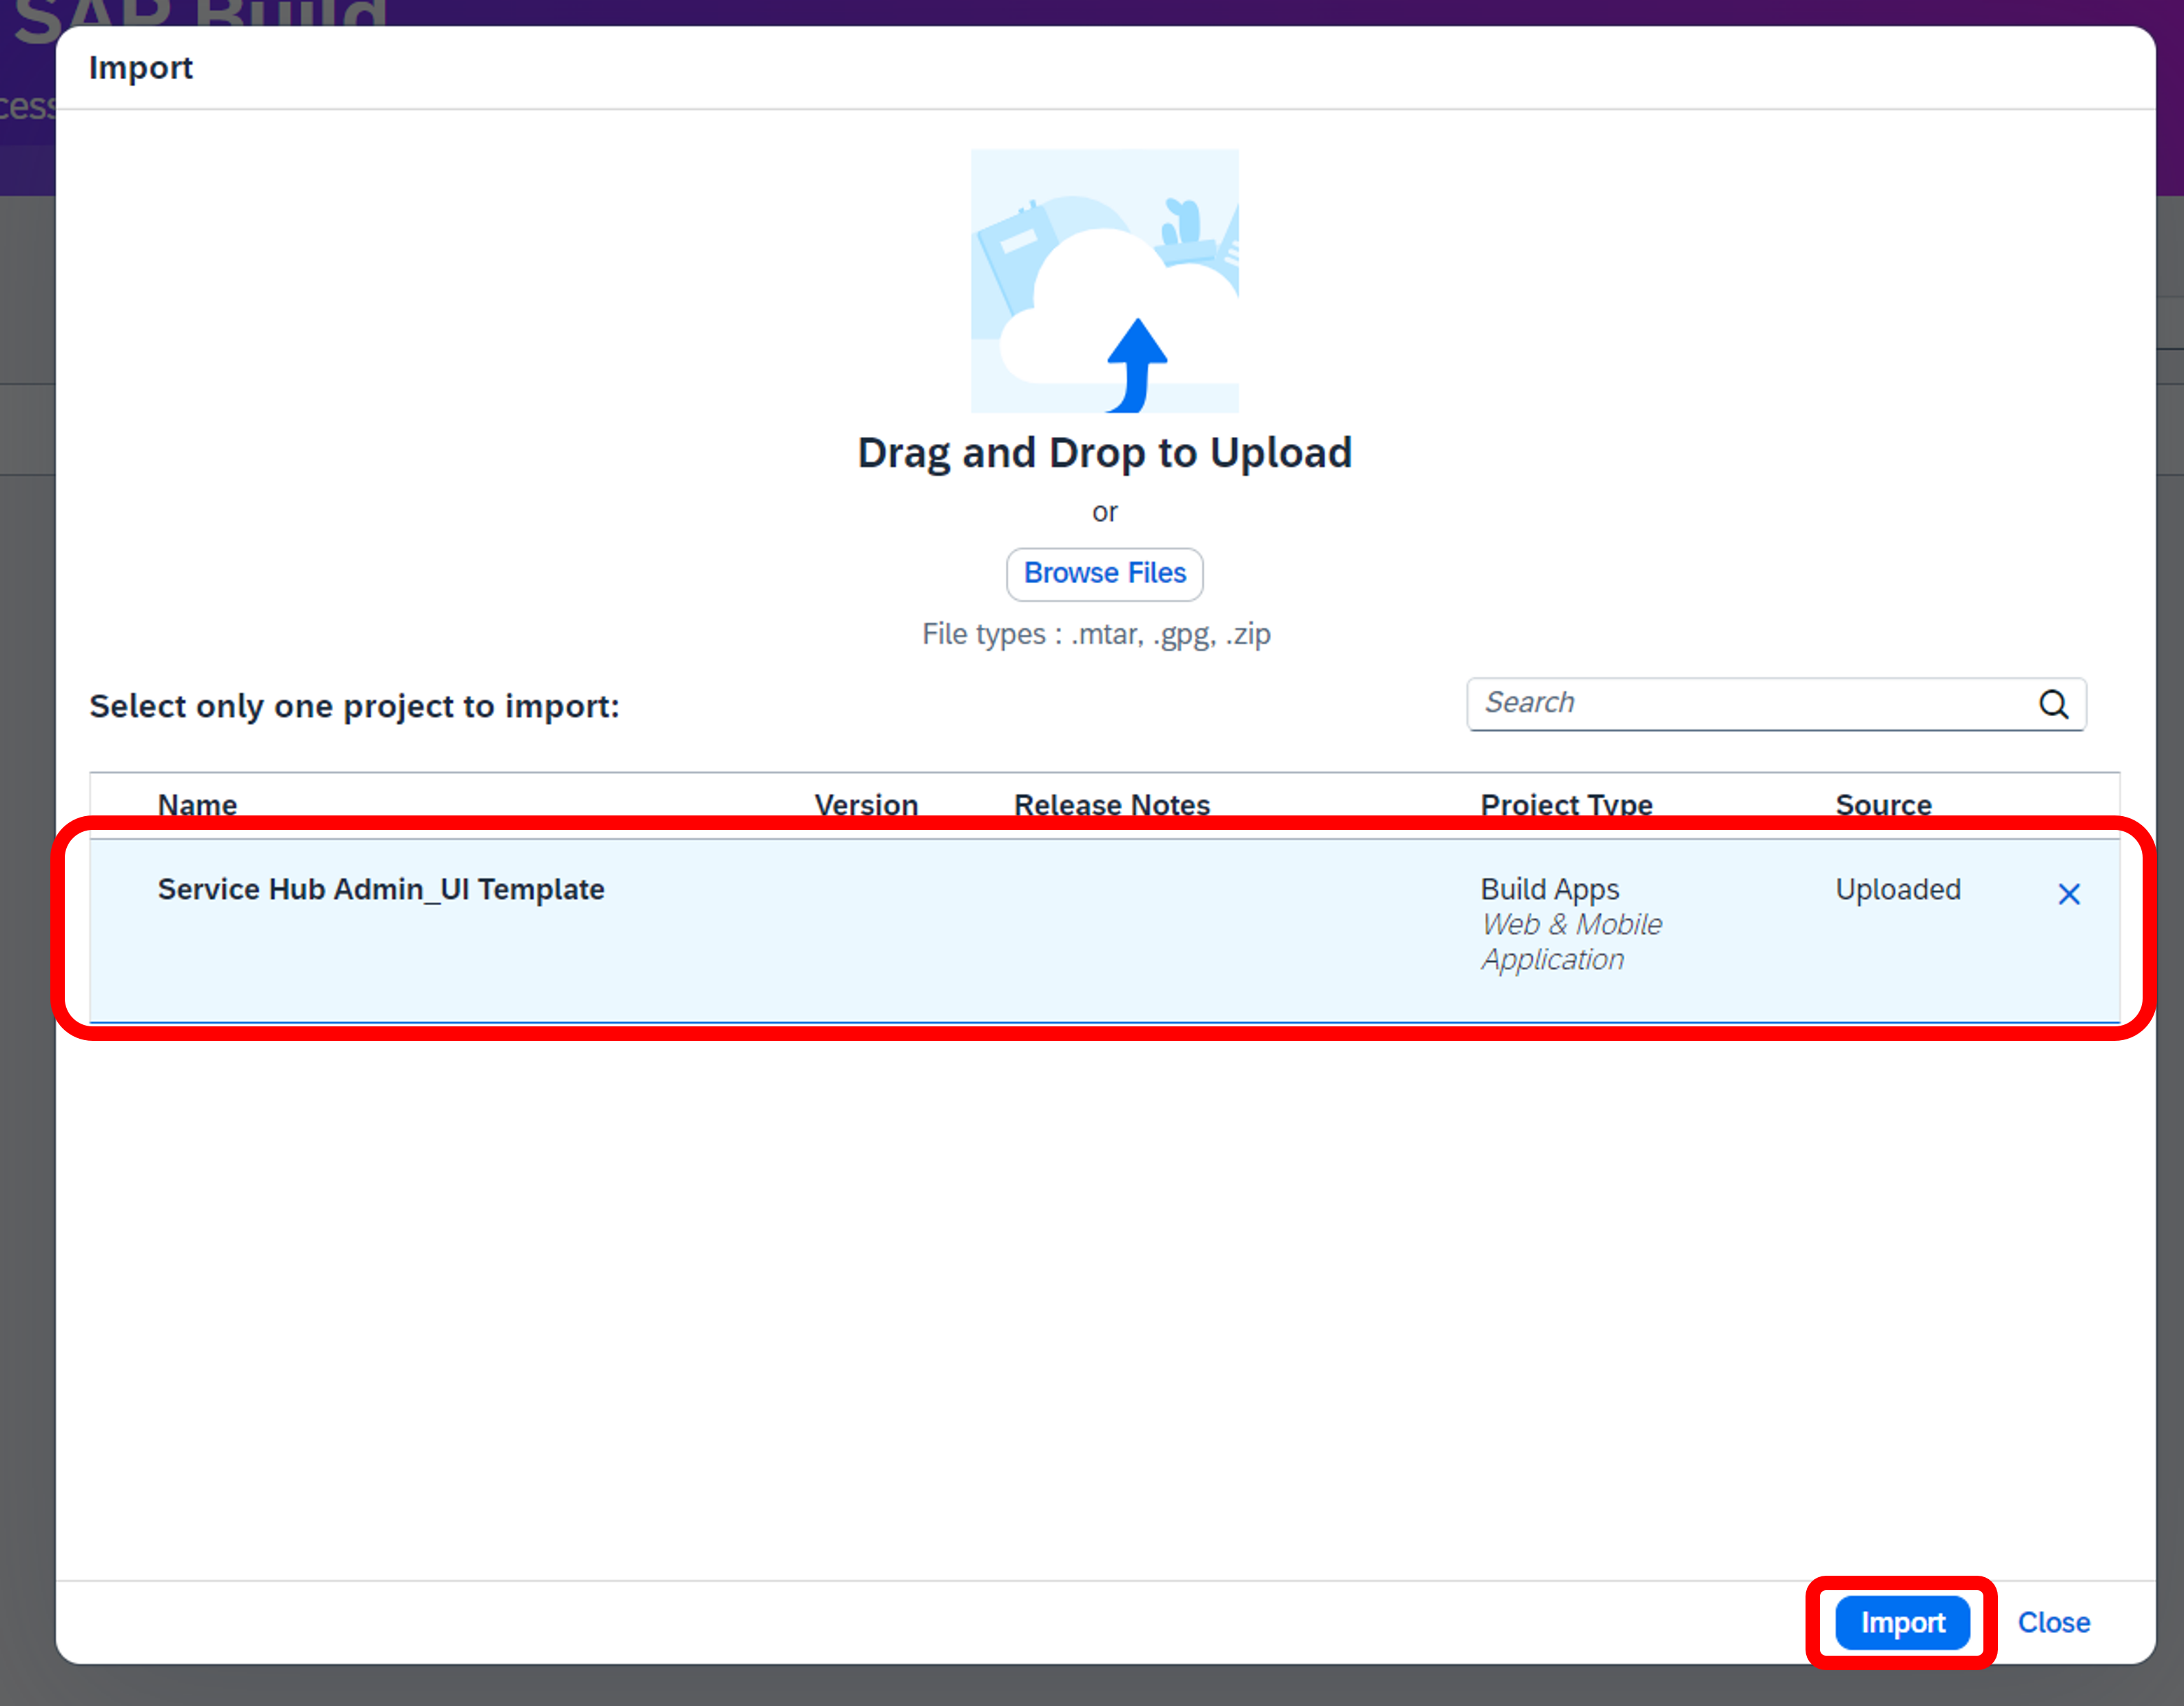 SAP Build
Import
Drag and Drop to Upload
or
Browse Files
File types : .mtar, .gpg, .zip
Select only one project to import:
Search
Name Version Release Notes Project Type Source
Service Hub Admin_UI Template Build Apps Uploaded
Web & Mobile
Application
Import Close